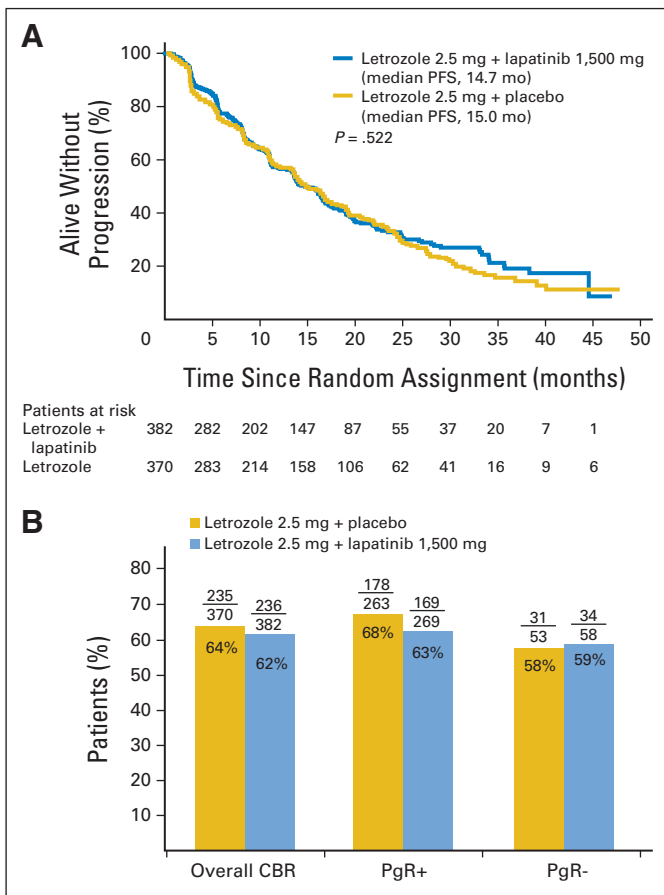 A
Alive Without
Progression (%)
100
80
60
40
20
0
5
10
15
20
25
30
35
40
45
50
Letrozole 2.5 mg + lapatinib 1,500 mg
(median PFS, 14.7 mo)
Letrozole 2.5 mg + placebo
(median PFS, 15.0 mo)
P = .522
Time Since Random Assignment (months)
Patients at risk
Letrozole +
lapatinib
382 282 202 147 87 55 37 20 7 1
Letrozole 370 283 214 158 106 62 41 16 9 6
B
Letrozole 2.5 mg + placebo
Letrozole 2.5 mg + lapatinib 1,500 mg
Patients (%)
80
70
60
50
40
30
20
10
235
370
64%
236
382
62%
178
263
68%
169
269
63%
31
53
58%
34
58
59%
Overall CBR
PgR+
PgR-